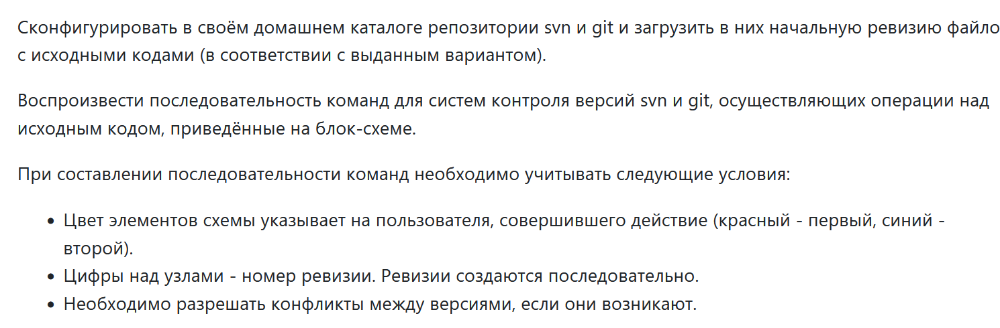 Сконфигурировать в своём домашнем каталоге репозитории svn и git и загрузить в них начальную ревизию файло
с исходными кодами (в соответствии с выданным вариантом).
Воспроизвести последовательность команд для систем контроля версий svn и git, осуществляющих операции над
исходным кодом, приведённые на блок-схеме.
При составлении последовательности команд необходимо учитывать следующие условия:
• Цвет элементов схемы указывает на пользователя, совершившего действие (красный - первый, синий -
второй).
• Цифры над узлами - номер ревизии. Ревизии создаются последовательно.
• Необходимо разрешать конфликты между версиями, если они возникают.